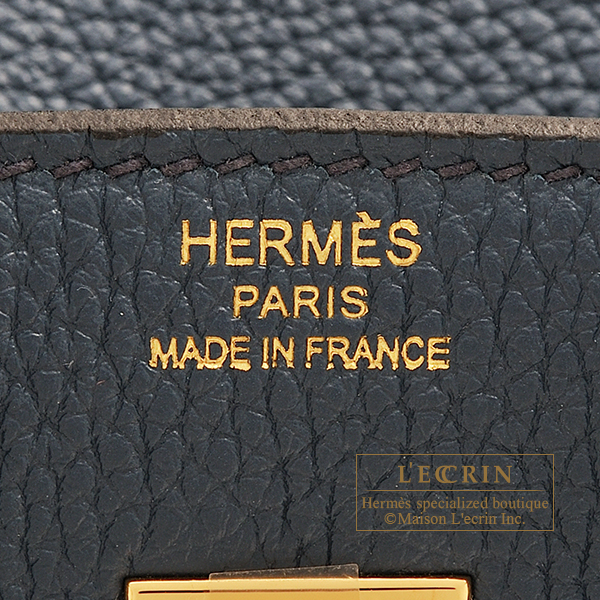 HERMÈS
PARIS
MADE IN FRANCE
L'ECRIN
Hermès specialized boutique
©Maison L'ecrin Inc.